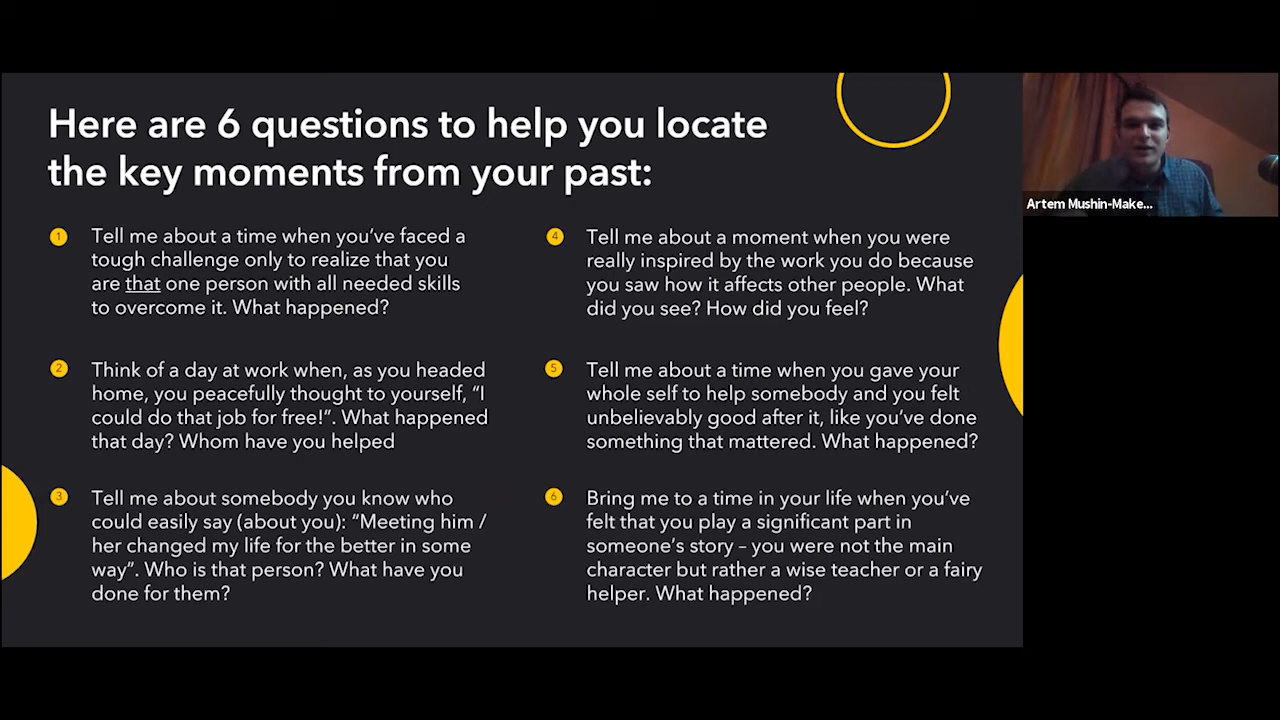 Here are 6 questions to help you locate
the key moments from your past:
1
Tell me about a time when you’ve faced a
tough challenge only to realize that you
are that one person with all needed skills
to overcome it. What happened?
2
Think of a day at work when, as you headed
home, you peacefully thought to yourself, “I
could do that job for free!”. What happened
that day? Whom have you helped
3
Tell me about somebody you know who
could easily say (about you): “Meeting him /
her changed my life for the better in some
way”. Who is that person? What have you
done for them?
4
Tell me about a moment when you were
really inspired by the work you do because
you saw how it affects other people. What
did you see? How did you feel?
5
Tell me about a time when you gave your
whole self to help somebody and you felt
unbelievably good after it, like you’ve done
something that mattered. What happened?
6
Bring me to a time in your life when you’ve
felt that you play a significant part in
someone’s story – you were not the main
character but rather a wise teacher or a fairy
helper. What happened?
Artem Mushin-Make...